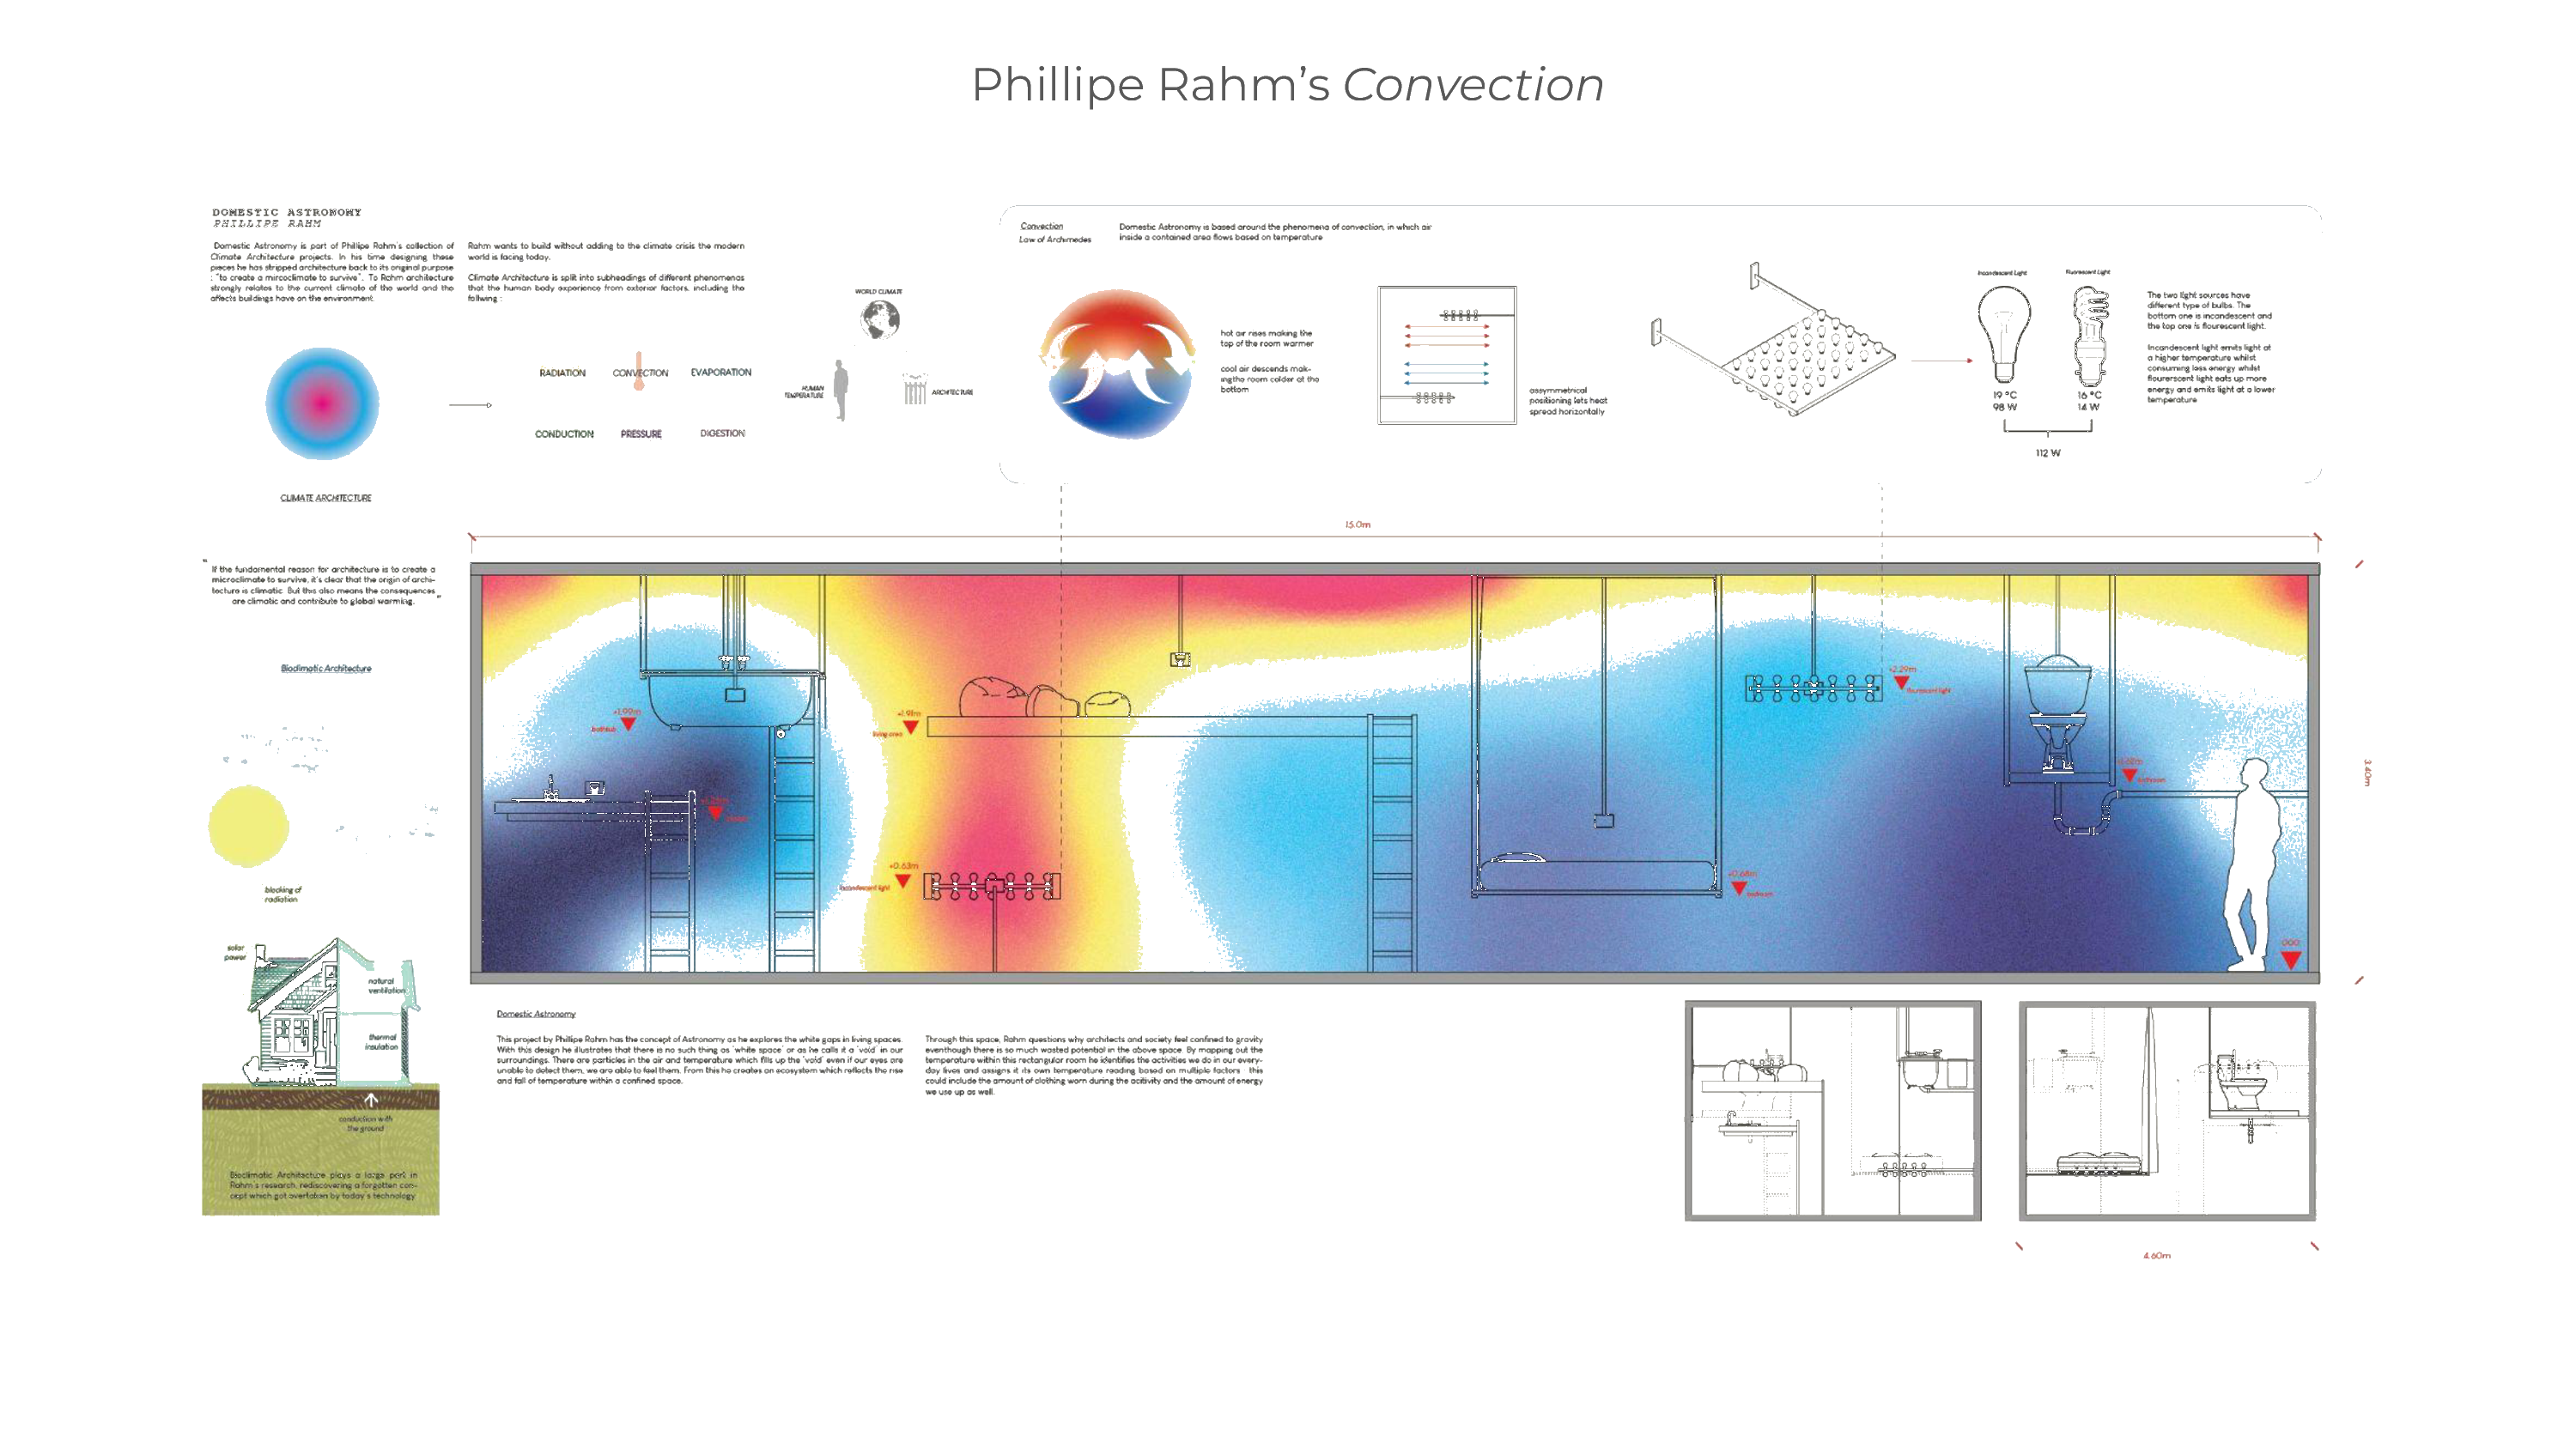 Phillipe Rahm's Convection
DOMESTIC ASTRONOMY
PHILLIPE RAHM
Domestic Astronomy is part of Phillipe Rahm's collection of
Climate Architecture projects. In his time designing these
pieces he has stripped architecture back to its original purpose
: "to create a mircoclimate to survive". To Rahm architecture
strongly relates to the current climate of the world and the
affects buildings have on the environment.
Rahm wants to build without adding to the climate crisis the modern
world is facing today.
Climate Architecture is split into subheadings of different phenomenas
that the human body experience from exterior factors, including the
follwing :
CLIMATE ARCHITECTURE
RADIATION
CONVECTION
EVAPORATION
CONDUCTION
PRESSURE
DIGESTION
WORLD CLIMATE
HUMAN
TEMPERATURE
ARCHITECTURE
Convection
Law of Archimedes
Domestic Astronomy is based around the phenomena of convection, in which air
inside a contained area flows based on temperature
hot air rises making the
top of the room warmer
cool air descends mak-
ingthe room colder at the
bottom
assymmetrical
positioning lets heat
spread horizontally
Incandescent Light
Fluorescent Light
19 °C
98 W
16 °C
14 W
112 W
The two light sources have
different type of bulbs. The
bottom one is incandescent and
the top one is flourescent light.
Incandescent light emits light at
a higher temperature whilst
consuming less energy whilst
flourerscent light eats up more
energy and emits light at a lower
temperature
15.0m
" If the fundamental reason for architecture is to create a
microclimate to survive, it's clear that the origin of archi-
tecture is climatic. But this also means the consequences
are climatic and contribute to global warming. "
Bioclimatic Architecture
blocking of
radiation
solar
power
natural
ventilation
thermal
insulation
conduction with
the ground
Bioclimatic Architecture plays a large part in
Rahm's research, rediscovering a forgotten con-
cept which got overtaken by today's technology
+1.99m
bathtub
+1.91m
living area
+0.63m
Incandescent light
+2.29m
flourescent light
+0.68m
bedroom
bathroom
000
3.40m
Domestic Astronomy
This project by Phillipe Rahm has the concept of Astronomy as he explores the white gaps in living spaces.
With this design he illustrates that there is no such thing as 'white space' or as he calls it a 'void' in our
surroundings. There are particles in the air and temperature which fills up the 'void' even if our eyes are
unable to detect them, we are able to feel them. From this he creates an ecosystem which reflects the rise
and fall of temperature within a confined space.
Through this space, Rahm questions why architects and society feel confined to gravity
eventhough there is so much wasted potential in the above space. By mapping out the
temperature within this rectangular room he identifies the activities we do in our every-
day lives and assigns it its own temperature reading based on multiple factors : this
could include the amount of clothing worn during the acitivity and the amount of energy
we use up as well.
4.60m